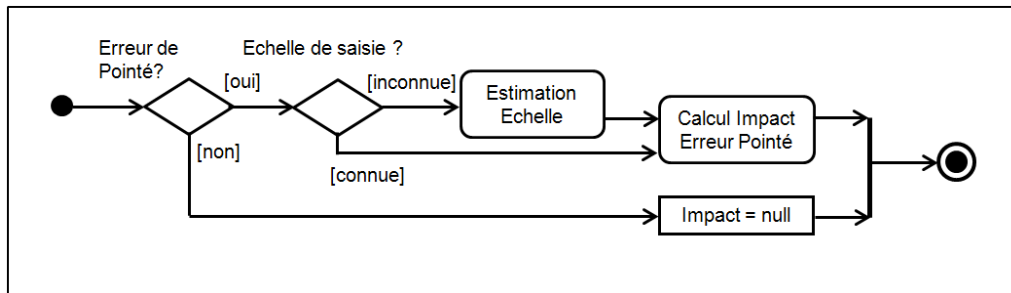 Erreur de
Pointé?
Echelle de saisie ?
[oui]
[inconnue]
Estimation
Echelle
Calcul Impact
Erreur Pointé
[non]
[connue]
Impact = null